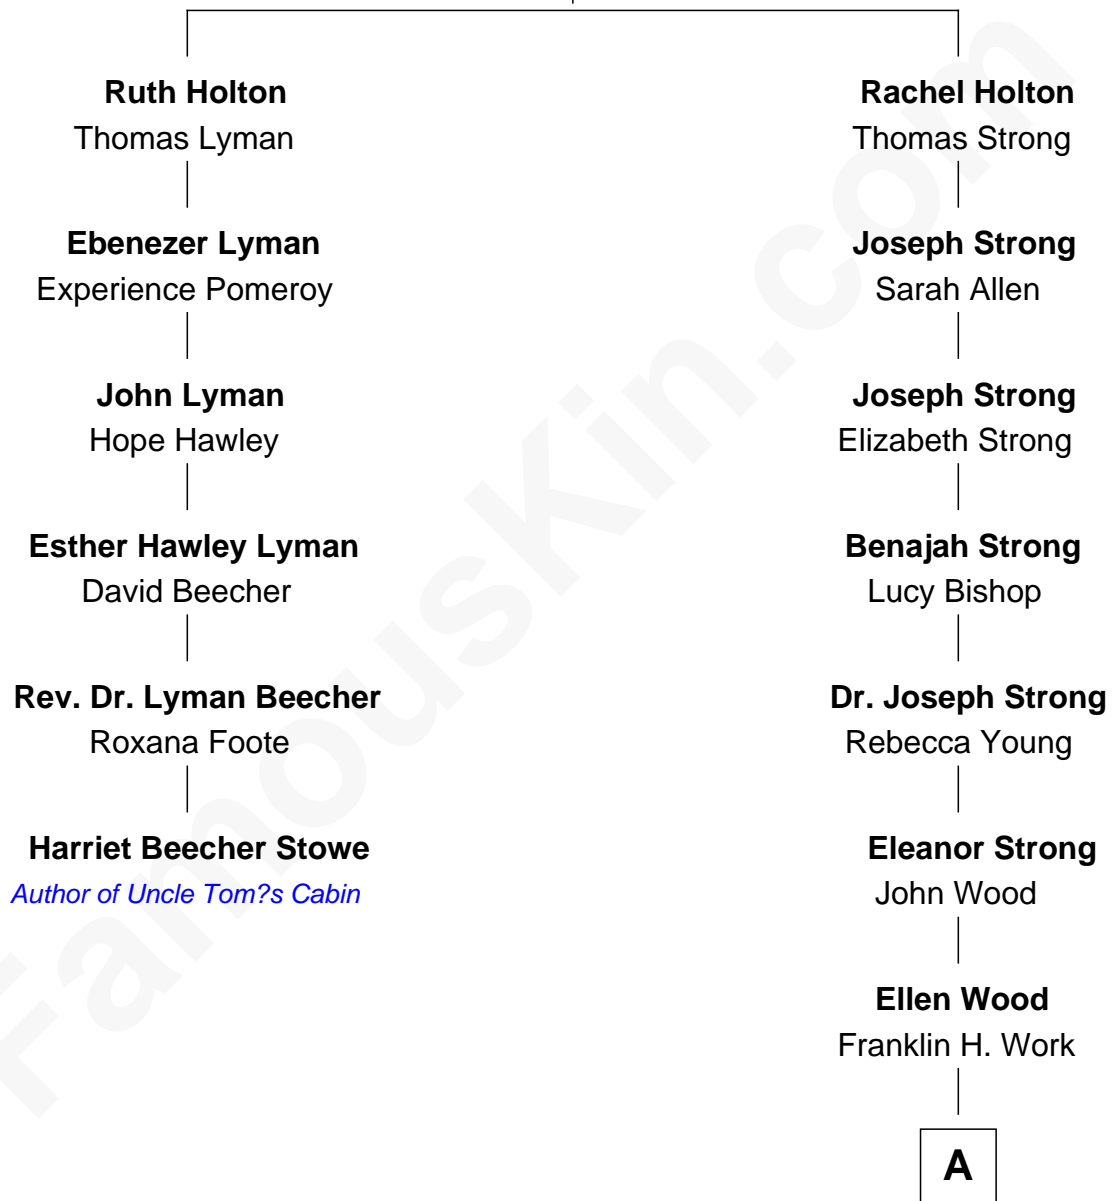 Ruth Holton
Thomas Lyman
Rachel Holton
Thomas Strong
Ebenezer Lyman
Experience Pomeroy
Joseph Strong
Sarah Allen
John Lyman
Hope Hawley
Joseph Strong
Elizabeth Strong
Esther Hawley Lyman
David Beecher
Benajah Strong
Lucy Bishop
Rev. Dr. Lyman Beecher
Roxana Foote
Dr. Joseph Strong
Rebecca Young
Harriet Beecher Stowe
Author of Uncle Tom?s Cabin
Eleanor Strong
John Wood
Ellen Wood
Franklin H. Work
A
FamousKin.com